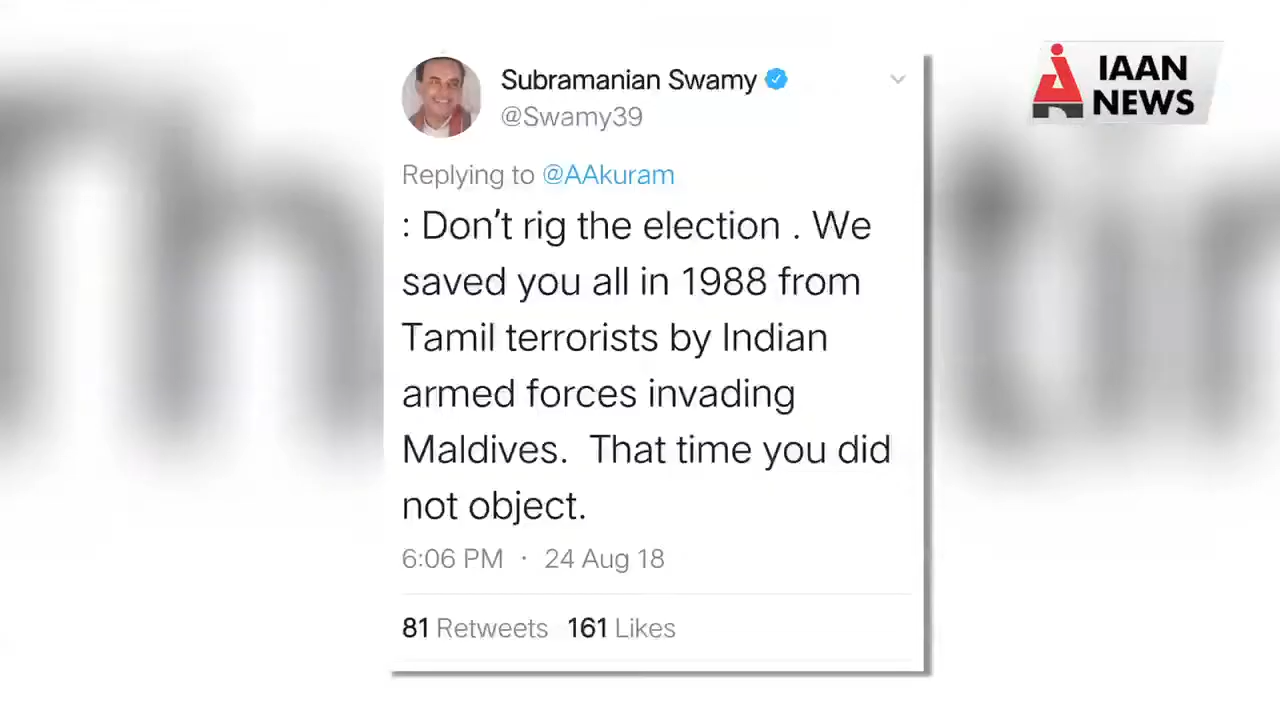 IAAN
NEWS
Subramanian Swamy
@Swamy39
Replying to @AAkuram
: Don't rig the election . We
saved you all in 1988 from
Tamil terrorists by Indian
armed forces invading
Maldives.  That time you did
not object.
6:06 PM · 24 Aug 18
81 Retweets 161 Likes